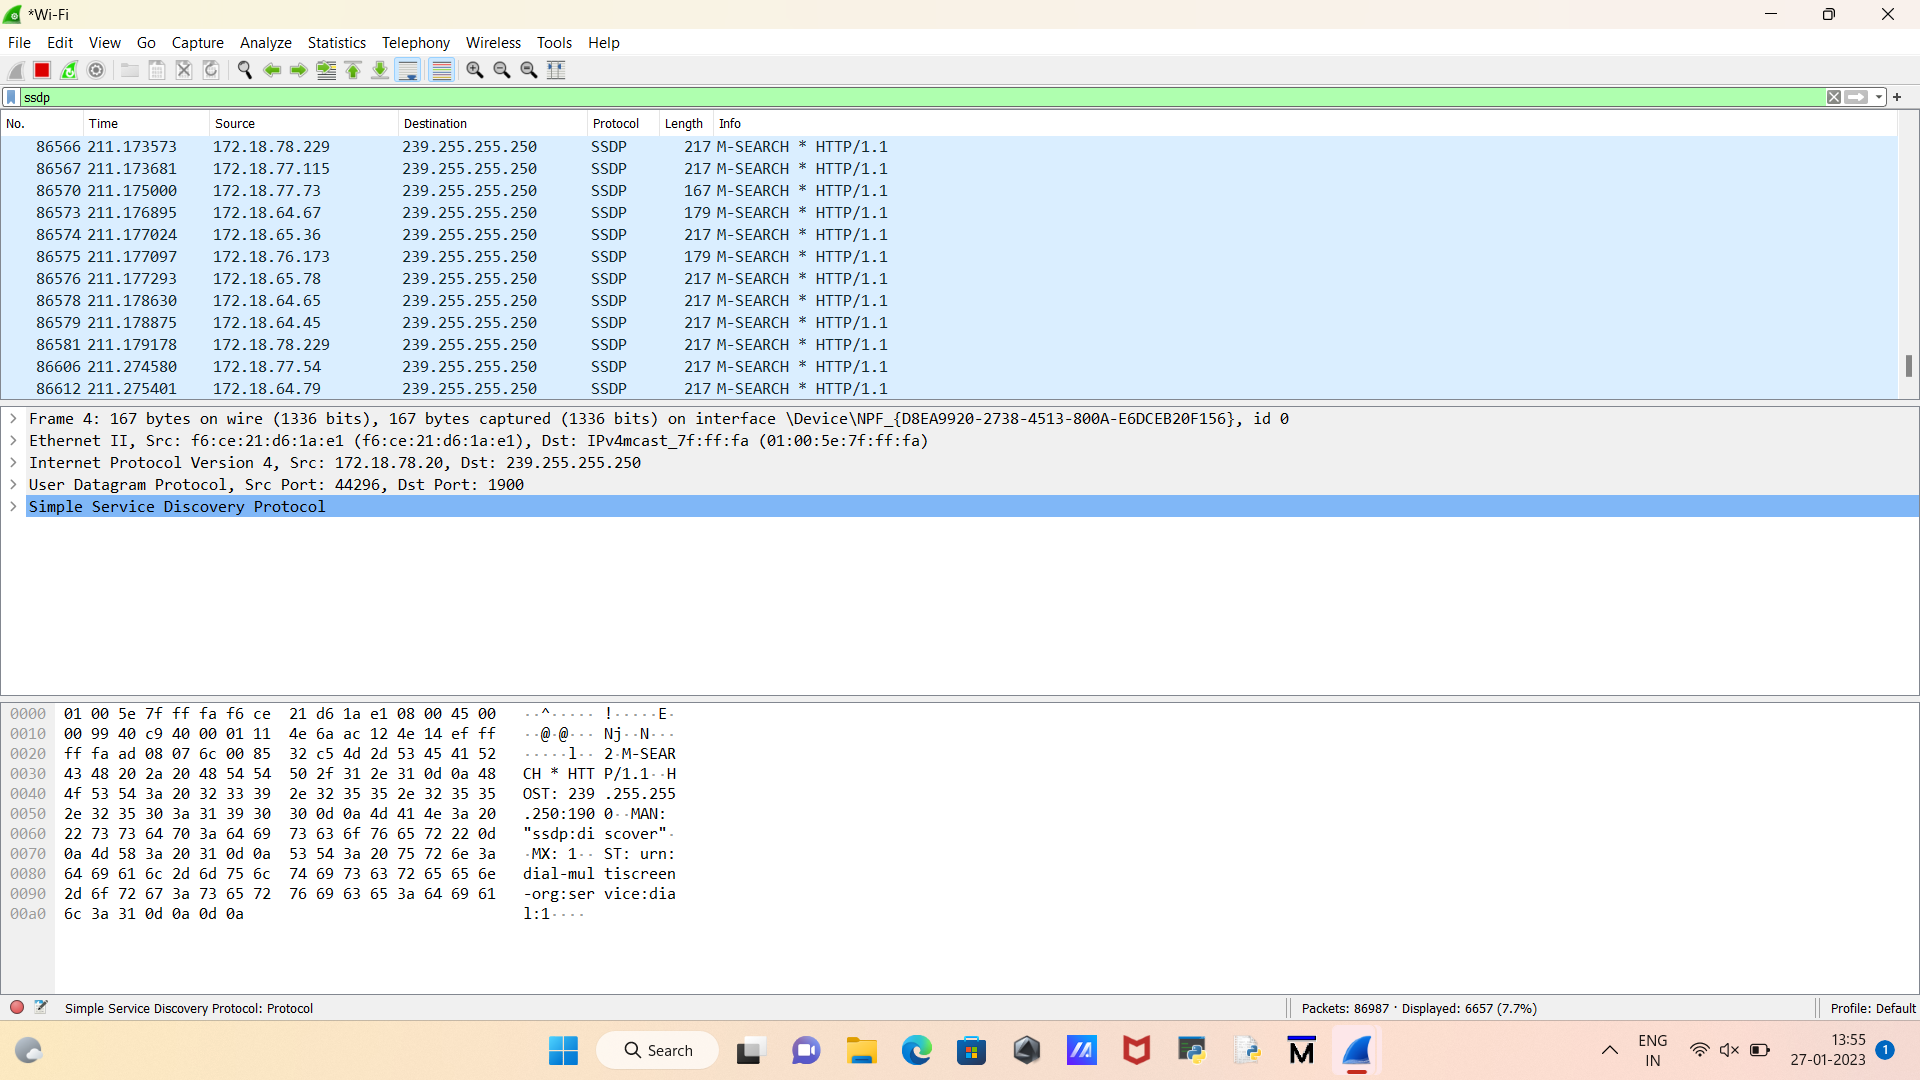 *Wi-Fi
File Edit View Go Capture Analyze Statistics Telephony Wireless Tools Help
ssdp
No. Time Source Destination Protocol Length Info
86566 211.173573 172.18.78.229 239.255.255.250 SSDP 217 M-SEARCH * HTTP/1.1
86567 211.173681 172.18.77.115 239.255.255.250 SSDP 217 M-SEARCH * HTTP/1.1
86570 211.175000 172.18.77.73 239.255.255.250 SSDP 167 M-SEARCH * HTTP/1.1
86573 211.176895 172.18.64.67 239.255.255.250 SSDP 179 M-SEARCH * HTTP/1.1
86574 211.177024 172.18.65.36 239.255.255.250 SSDP 217 M-SEARCH * HTTP/1.1
86575 211.177097 172.18.76.173 239.255.255.250 SSDP 179 M-SEARCH * HTTP/1.1
86576 211.177293 172.18.65.78 239.255.255.250 SSDP 217 M-SEARCH * HTTP/1.1
86578 211.178630 172.18.64.65 239.255.255.250 SSDP 217 M-SEARCH * HTTP/1.1
86579 211.178875 172.18.64.45 239.255.255.250 SSDP 217 M-SEARCH * HTTP/1.1
86581 211.179178 172.18.78.229 239.255.255.250 SSDP 217 M-SEARCH * HTTP/1.1
86606 211.274580 172.18.77.54 239.255.255.250 SSDP 217 M-SEARCH * HTTP/1.1
86612 211.275401 172.18.64.79 239.255.255.250 SSDP 217 M-SEARCH * HTTP/1.1
Frame 4: 167 bytes on wire (1336 bits), 167 bytes captured (1336 bits) on interface \Device\NPF_{D8EA9920-2738-4513-800A-E6DCEB20F156}, id 0
Ethernet II, Src: f6:ce:21:d6:1a:e1 (f6:ce:21:d6:1a:e1), Dst: IPv4mcast_7f:ff:fa (01:00:5e:7f:ff:fa)
Internet Protocol Version 4, Src: 172.18.78.20, Dst: 239.255.255.250
User Datagram Protocol, Src Port: 44296, Dst Port: 1900
Simple Service Discovery Protocol
0000 01 00 5e 7f ff fa f6 ce 21 d6 1a e1 08 00 45 00 ··^····· !·····E·
0010 00 99 40 c9 40 00 01 11 4e 6a ac 12 4e 14 ef ff ··@·@··· Nj··N···
0020 ff fa ad 08 07 6c 00 85 32 c5 4d 2d 53 45 41 52 ·····l·· 2·M-SEAR
0030 43 48 20 2a 20 48 54 54 50 2f 31 2e 31 0d 0a 48 CH * HTT P/1.1··H
0040 4f 53 54 3a 20 32 33 39 2e 32 35 35 2e 32 35 35 OST: 239 .255.255
0050 2e 32 35 30 3a 31 39 30 30 0d 0a 4d 41 4e 3a 20 .250:190 0··MAN:
0060 22 73 73 64 70 3a 64 69 73 63 6f 76 65 72 22 0d "ssdp:di scover"·
0070 0a 4d 58 3a 20 31 0d 0a 53 54 3a 20 75 72 6e 3a ·MX: 1·· ST: urn:
0080 64 69 61 6c 2d 6d 75 6c 74 69 73 63 72 65 65 6e dial-mul tiscreen
0090 2d 6f 72 67 3a 73 65 72 76 69 63 65 3a 64 69 61 -org:ser vice:dia
00a0 6c 3a 31 0d 0a 0d 0a l:1····
Simple Service Discovery Protocol: Protocol Packets: 86987 · Displayed: 6657 (7.7%) Profile: Default
Search
ENG
IN
13:55
27-01-2023
1